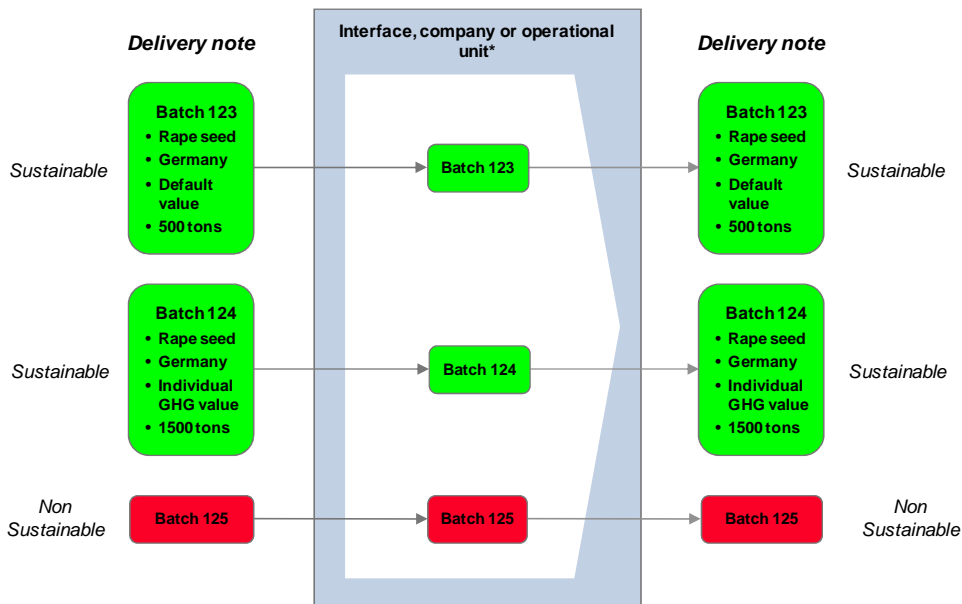 Delivery note
Interface, company or operational
unit*
Delivery note
Sustainable
Batch 123
• Rape seed
• Germany
• Default
value
• 500 tons
Batch 123
Batch 123
• Rape seed
• Germany
• Default
value
• 500 tons
Sustainable
Sustainable
Batch 124
• Rape seed
• Germany
• Individual
GHG value
• 1500 tons
Batch 124
Batch 124
• Rape seed
• Germany
• Individual
GHG value
• 1500 tons
Sustainable
Non
Sustainable
Batch 125
Batch 125
Batch 125
Non
Sustainable